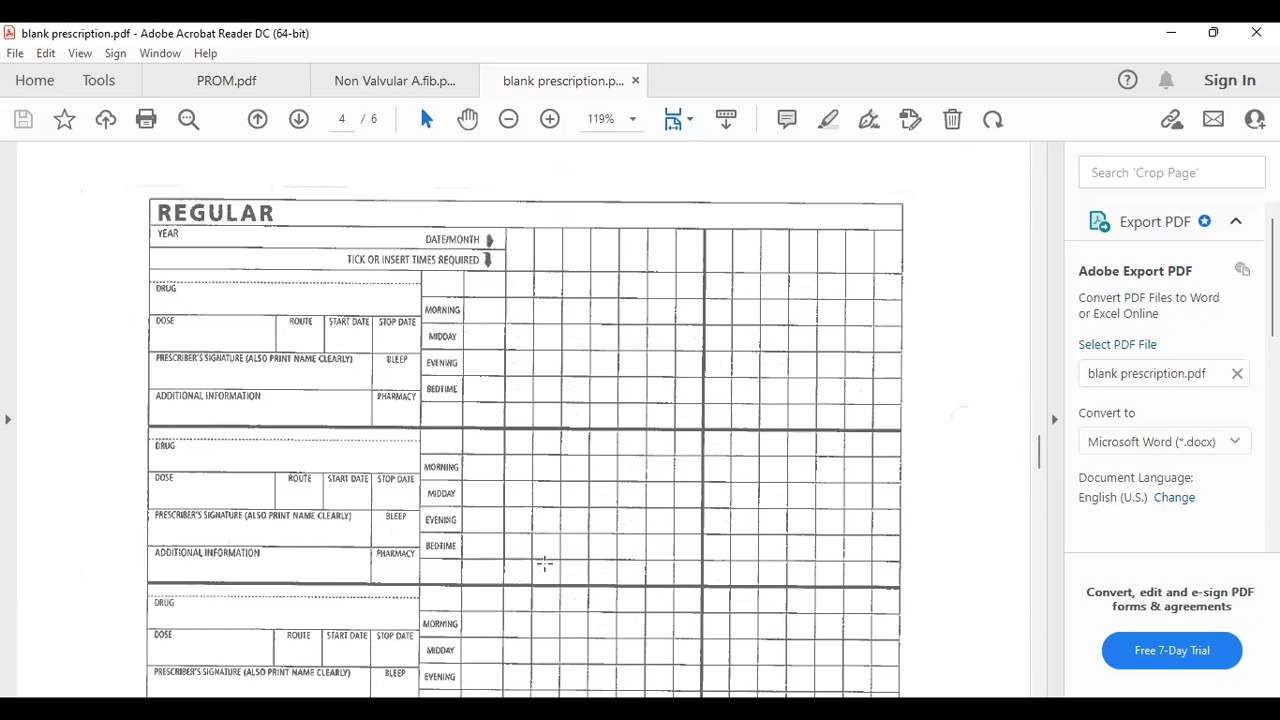 blank prescription.pdf - Adobe Acrobat Reader DC (64-bit)
File Edit View Sign Window Help
Home Tools PROM.pdf Non Valvular A.fib.p... blank prescription.p... Sign In
4 / 6 119%
Search 'Crop Page'
Export PDF
Adobe Export PDF
Convert PDF Files to Word
or Excel Online
Select PDF File
blank prescription.pdf
Convert to
Microsoft Word (*.docx)
Document Language:
English (U.S.) Change
Convert, edit and e-sign PDF
forms & agreements
Free 7-Day Trial
REGULAR
YEAR DATE/MONTH
TICK OR INSERT TIMES REQUIRED
DRUG
MORNING
DOSE ROUTE START DATE STOP DATE
MIDDAY
PRESCRIBER'S SIGNATURE (ALSO PRINT NAME CLEARLY) BLEEP
EVENING
BEDTIME
ADDITIONAL INFORMATION PHARMACY
DRUG
MORNING
DOSE ROUTE START DATE STOP DATE
MIDDAY
PRESCRIBER'S SIGNATURE (ALSO PRINT NAME CLEARLY) BLEEP
EVENING
BEDTIME
ADDITIONAL INFORMATION PHARMACY
DRUG
MORNING
DOSE ROUTE START DATE STOP DATE
MIDDAY
PRESCRIBER'S SIGNATURE (ALSO PRINT NAME CLEARLY) BLEEP
EVENING